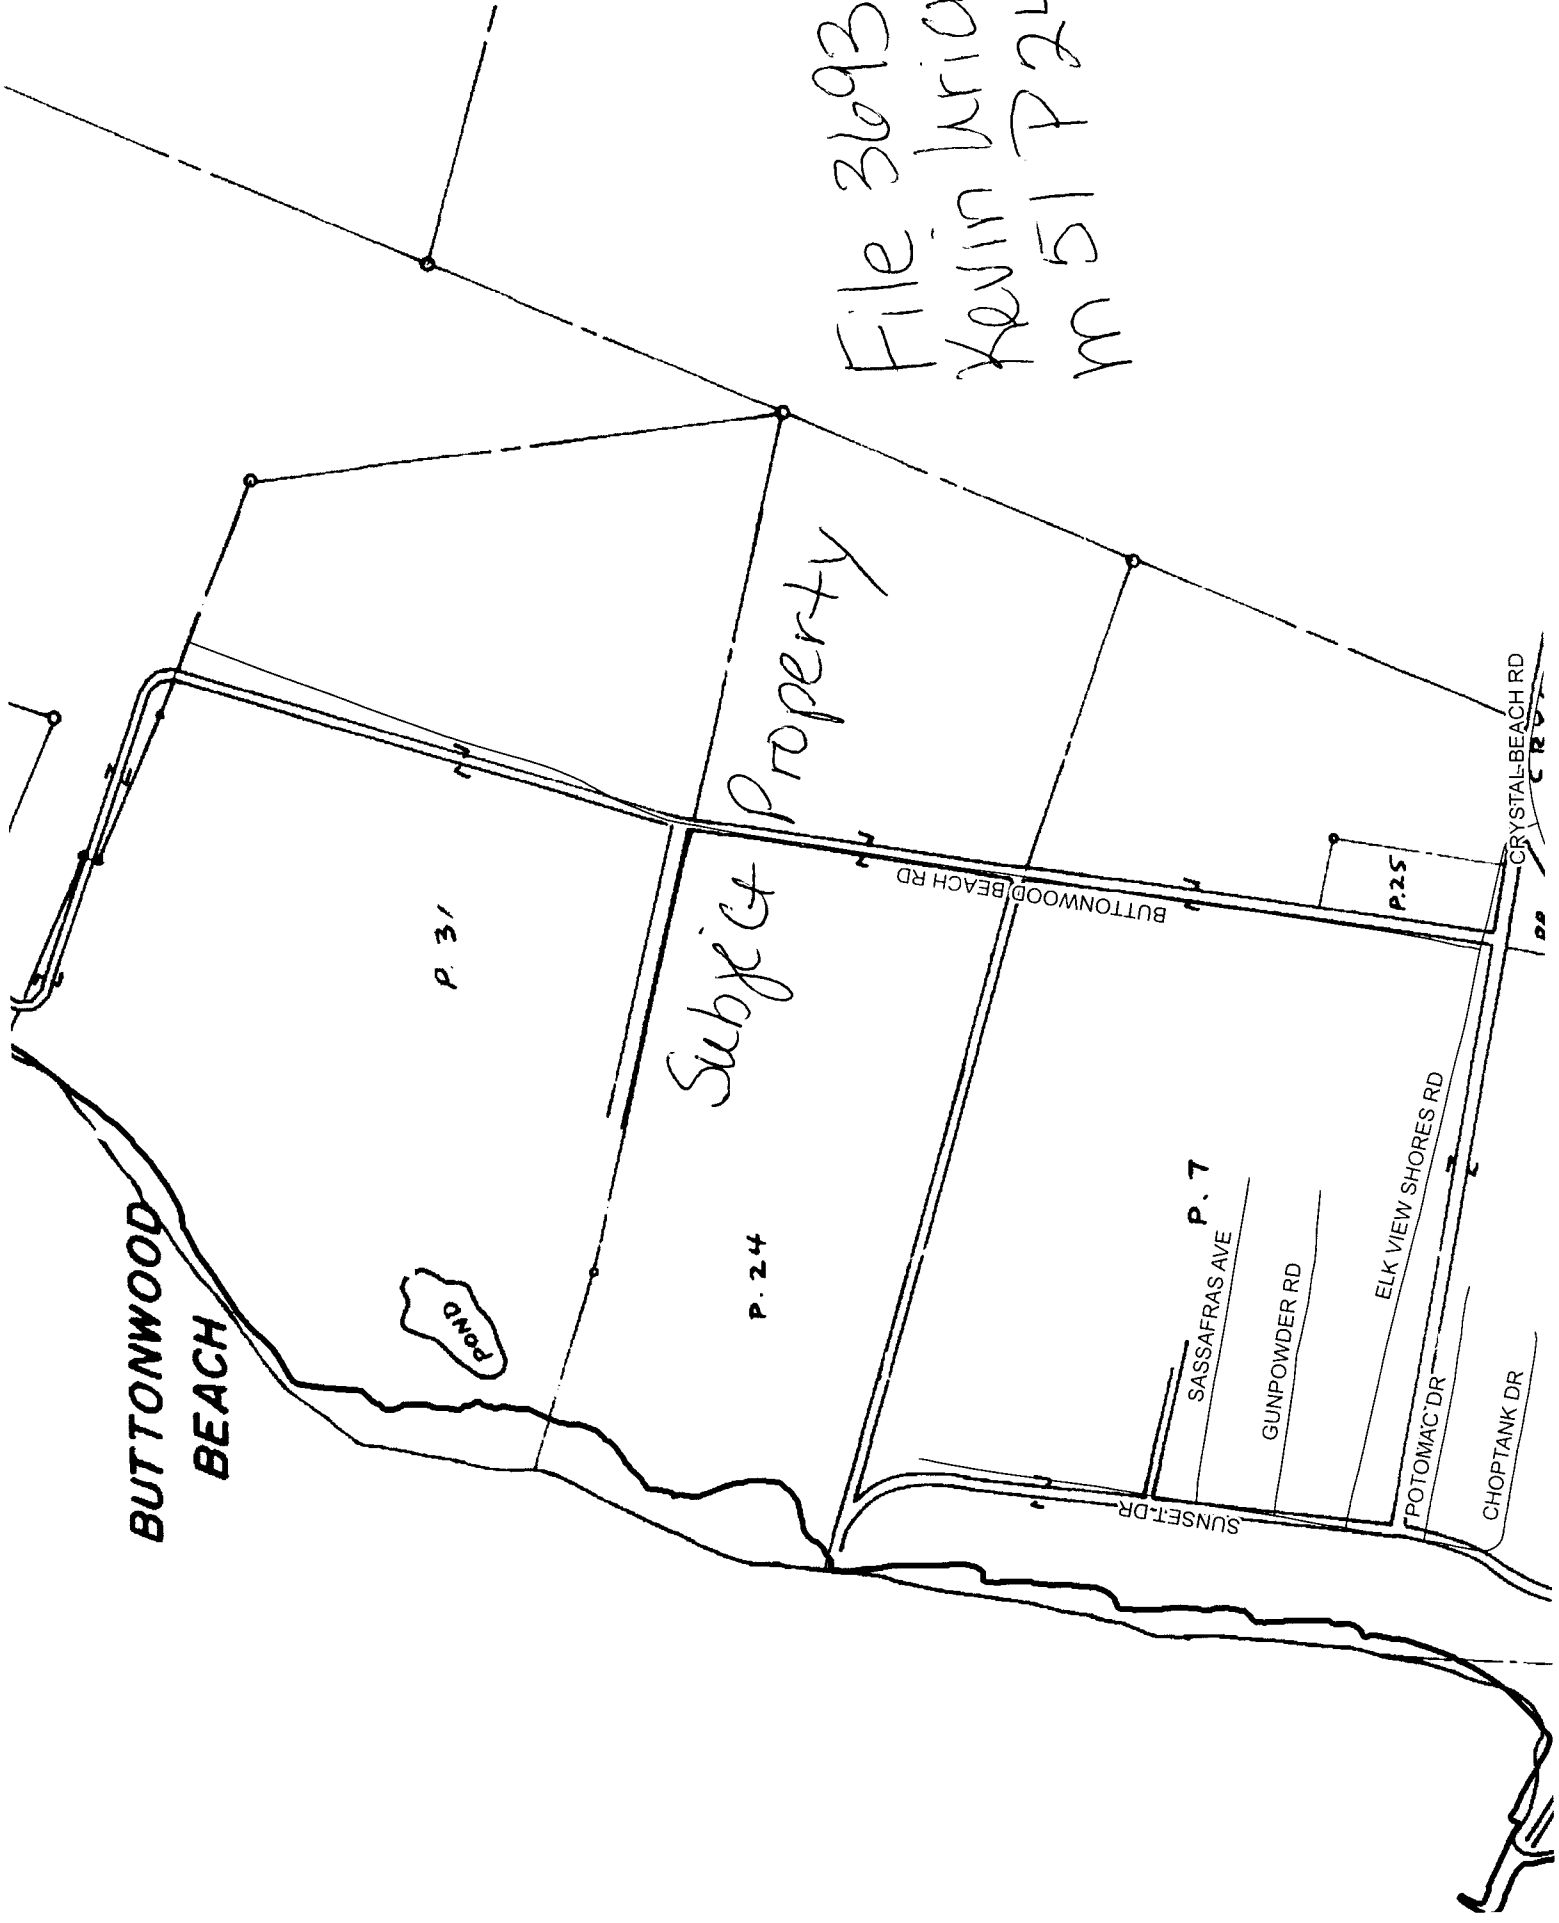 File 3693
Kevin
M 51 P 24
BUTTONWOOD
BEACH
P. 31
POND
Subject Property
P. 24
BUTTONWOOD BEACH RD
P.25
CRYSTAL BEACH RD
P. 7
SASSAFRAS AVE
GUNPOWDER RD
ELK VIEW SHORES RD
SUNSET DR
POTOMAC DR
CHOPTANK DR